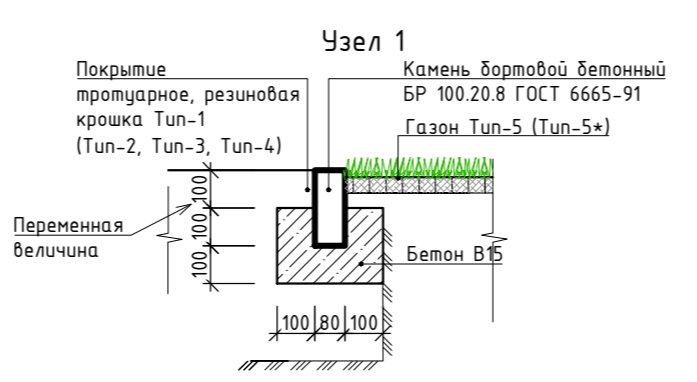 Узел 1
Покрытие
тротуарное, резиновая
крошка Тип-1
(Тип-2, Тип-3, Тип-4)
Камень бортовой бетонный
БР 100.20.8 ГОСТ 6665-91
Газон Тип-5 (Тип-5*)
100
100
100
Переменная
величина
Бетон В15
100 80 100